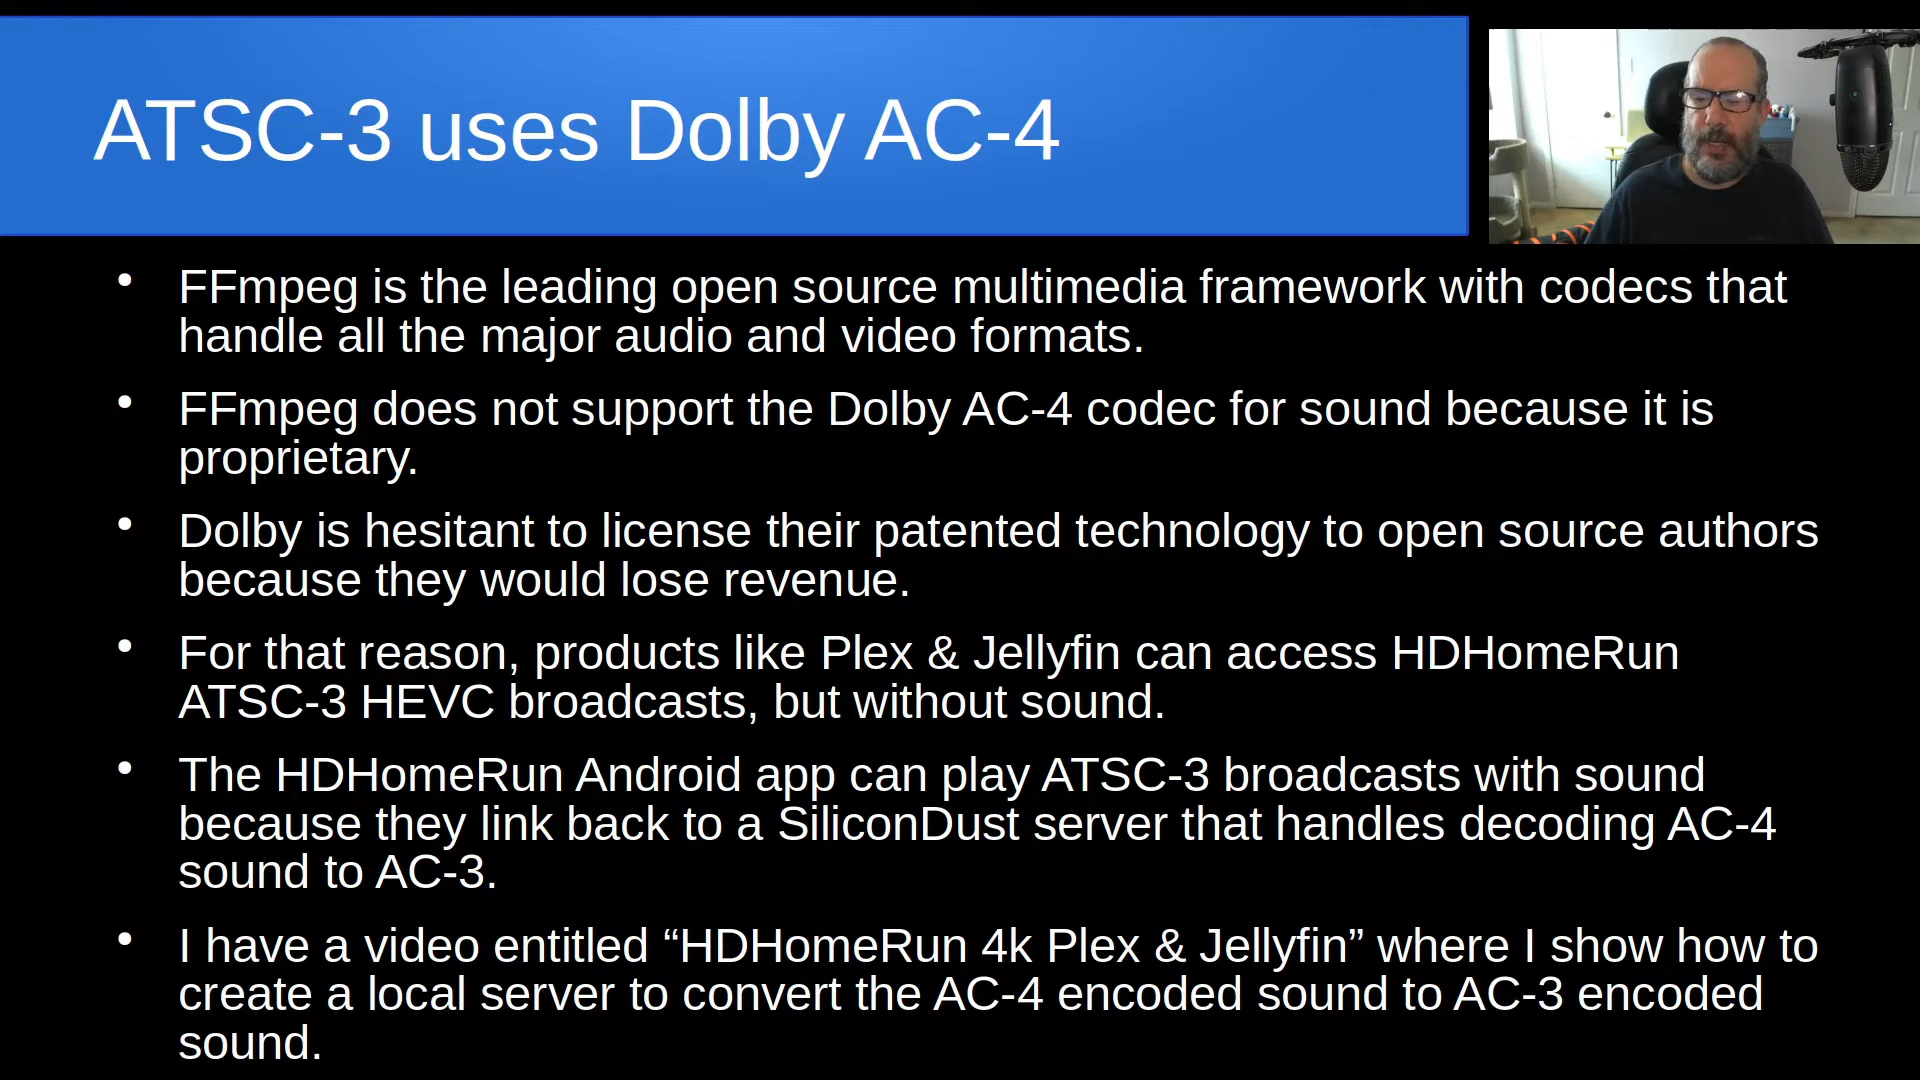 ATSC-3 uses Dolby AC-4
• FFmpeg is the leading open source multimedia framework with codecs that
handle all the major audio and video formats.
• FFmpeg does not support the Dolby AC-4 codec for sound because it is
proprietary.
• Dolby is hesitant to license their patented technology to open source authors
because they would lose revenue.
• For that reason, products like Plex & Jellyfin can access HDHomeRun
ATSC-3 HEVC broadcasts, but without sound.
• The HDHomeRun Android app can play ATSC-3 broadcasts with sound
because they link back to a SiliconDust server that handles decoding AC-4
sound to AC-3.
• I have a video entitled “HDHomeRun 4k Plex & Jellyfin” where I show how to
create a local server to convert the AC-4 encoded sound to AC-3 encoded
sound.